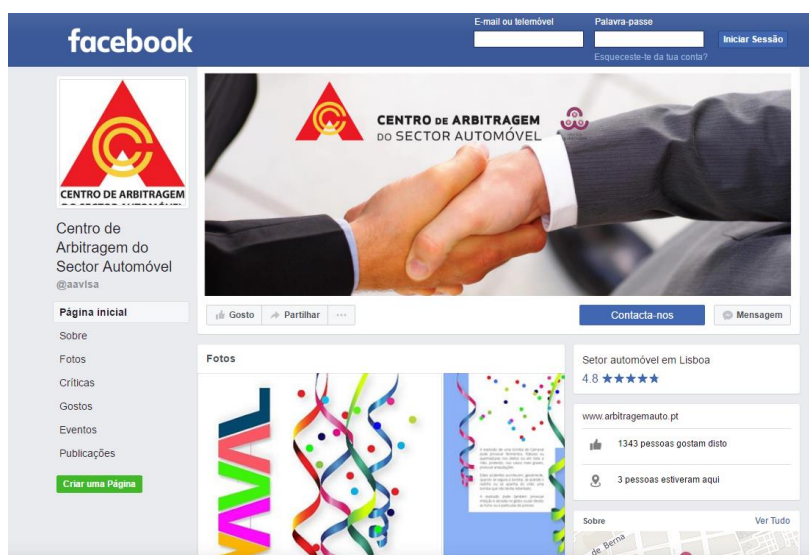 facebook
E-mail ou telemóvel
Palavra-passe
Iniciar Sessão
Esqueceste-te da tua conta?
CENTRO DE ARBITRAGEM
Centro de
Arbitragem do
Sector Automóvel
@aavlsa
Página inicial
Sobre
Fotos
Críticas
Gostos
Eventos
Publicações
Criar uma Página
CENTRO DE ARBITRAGEM
DO SECTOR AUTOMÓVEL
Gosto
Partilhar
Contacta-nos
Mensagem
Fotos
Setor automóvel em Lisboa
4.8 ★★★★★
www.arbitragemauto.pt
1343 pessoas gostam disto
3 pessoas estiveram aqui
Sobre
Ver Tudo
de Berna